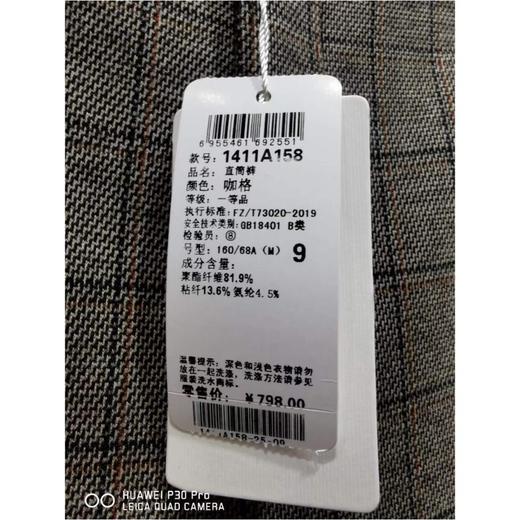 6955461692551
款号: 1411A158
品名: 直筒裤
颜色: 咖格
等级: 一等品
执行标准: FZ/T73020-2019
安全技术类别: GB18401 B类
检验员: ⑧
号型: 160/68A (M) 9
成分含量:
聚酯纤维81.9%
粘纤13.6% 氨纶4.5%
温馨提示: 深色和浅色衣物请勿
放在一起洗涤, 洗涤方法请参见
服装洗水商标.
零售价: ¥798.00
1411A158-25-09
HUAWEI P30 Pro
LEICA QUAD CAMERA